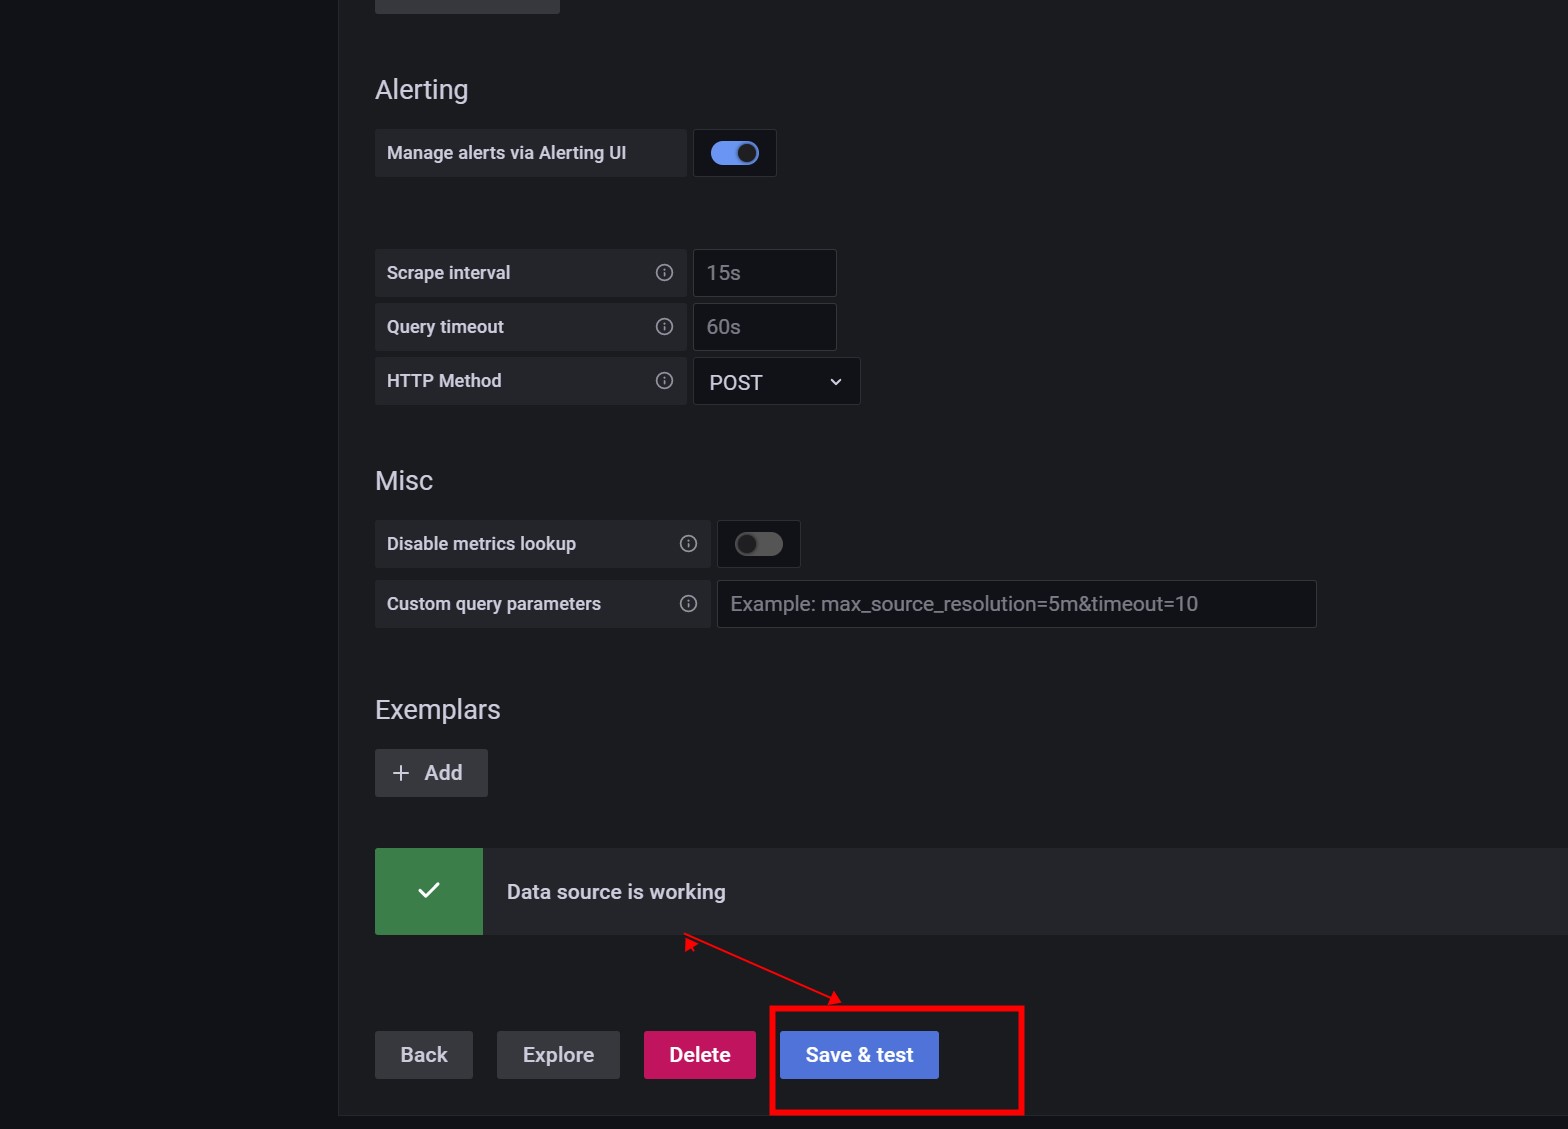 Alerting
Manage alerts via Alerting UI
Scrape interval
15s
Query timeout
60s
HTTP Method
POST
Misc
Disable metrics lookup
Custom query parameters
Example: max_source_resolution=5m&timeout=10
Exemplars
Add
Data source is working
Back
Explore
Delete
Save & test